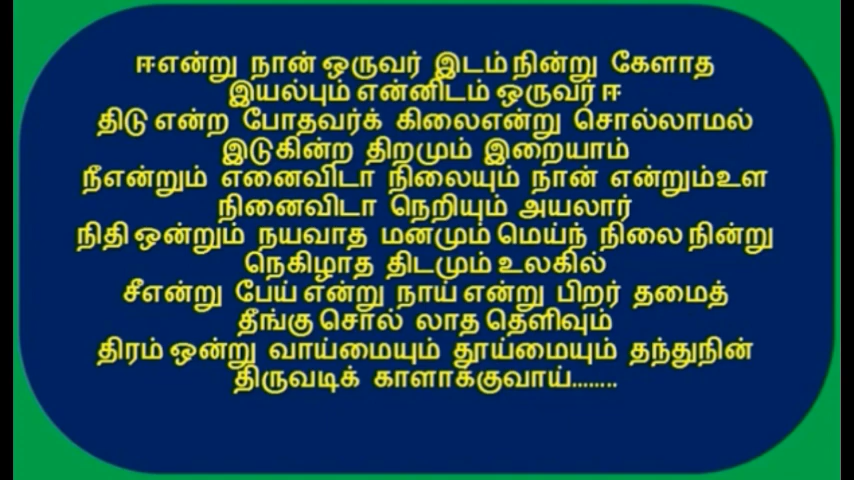 ஈஎன்று நான் ஒருவர் இடம் நின்று கேளாத
இயல்பும் என்னிடம் ஒருவர் ஈ
திடு என்ற போதவர்க் கிலைஎன்று சொல்லாமல்
இடுகின்ற திறமும் இறையாம்
நீஎன்றும் எனைவிடா நிலையும் நான் என்றும்உள
நினைவிடா நெறியும் அயலார்
நிதி ஒன்றும் நயவாத மனமும் மெய்ந் நிலை நின்று
நெகிழாத திடமும் உலகில்
சீஎன்று பேய் என்று நாய் என்று பிறர் தமைத்
தீங்கு சொல் லாத தெளிவும்
திரம் ஒன்று வாய்மையும் தூய்மையும் தந்துநின்
திருவடிக் காளாக்குவாய்........